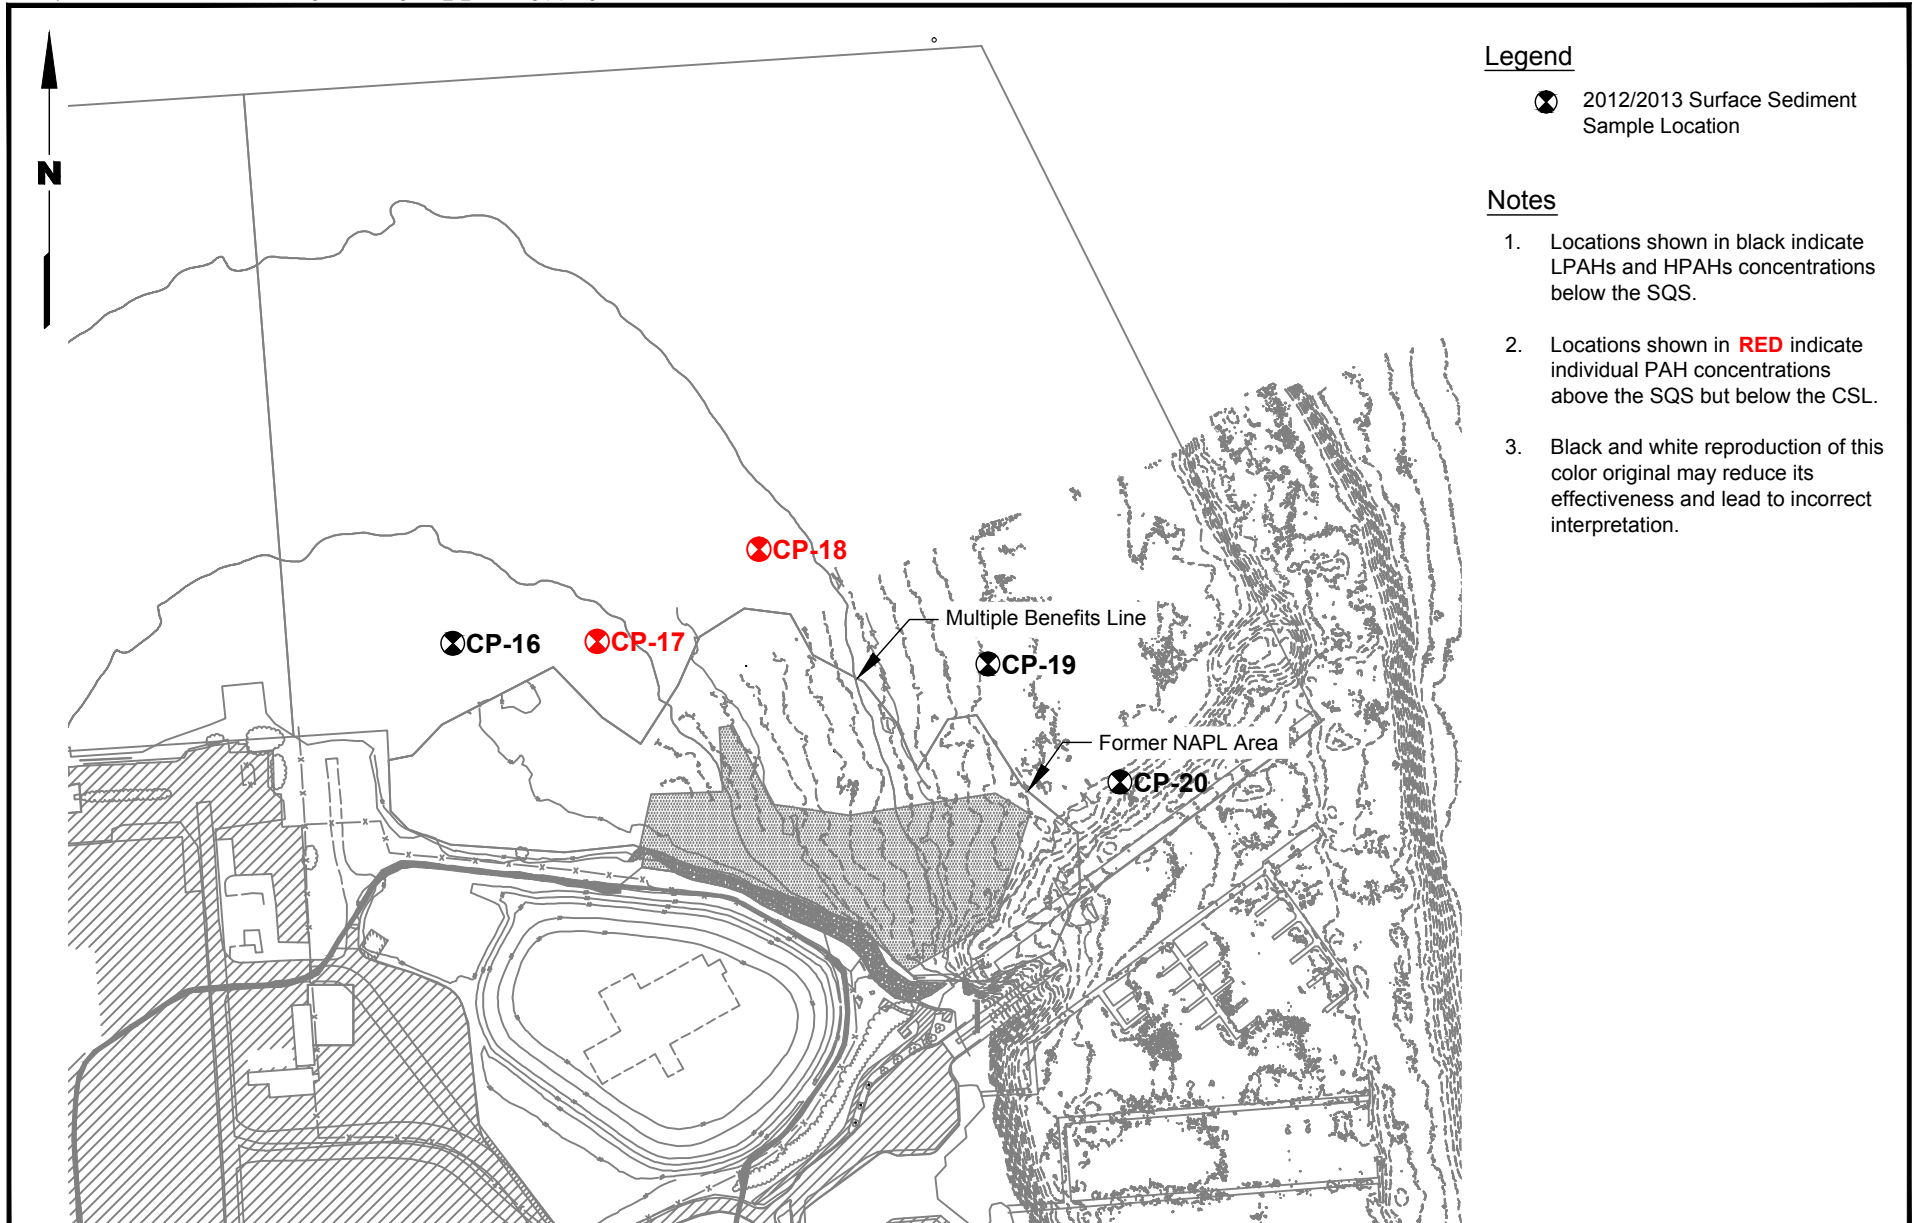 N
Legend
2012/2013 Surface Sediment
Sample Location
Notes
1. Locations shown in black indicate
LPAHs and HPAHs concentrations
below the SQS.
2. Locations shown in RED indicate
individual PAH concentrations
above the SQS but below the CSL.
3. Black and white reproduction of this
color original may reduce its
effectiveness and lead to incorrect
interpretation.
CP-18
Multiple Benefits Line
CP-16
CP-17
CP-19
Former NAPL Area
CP-20